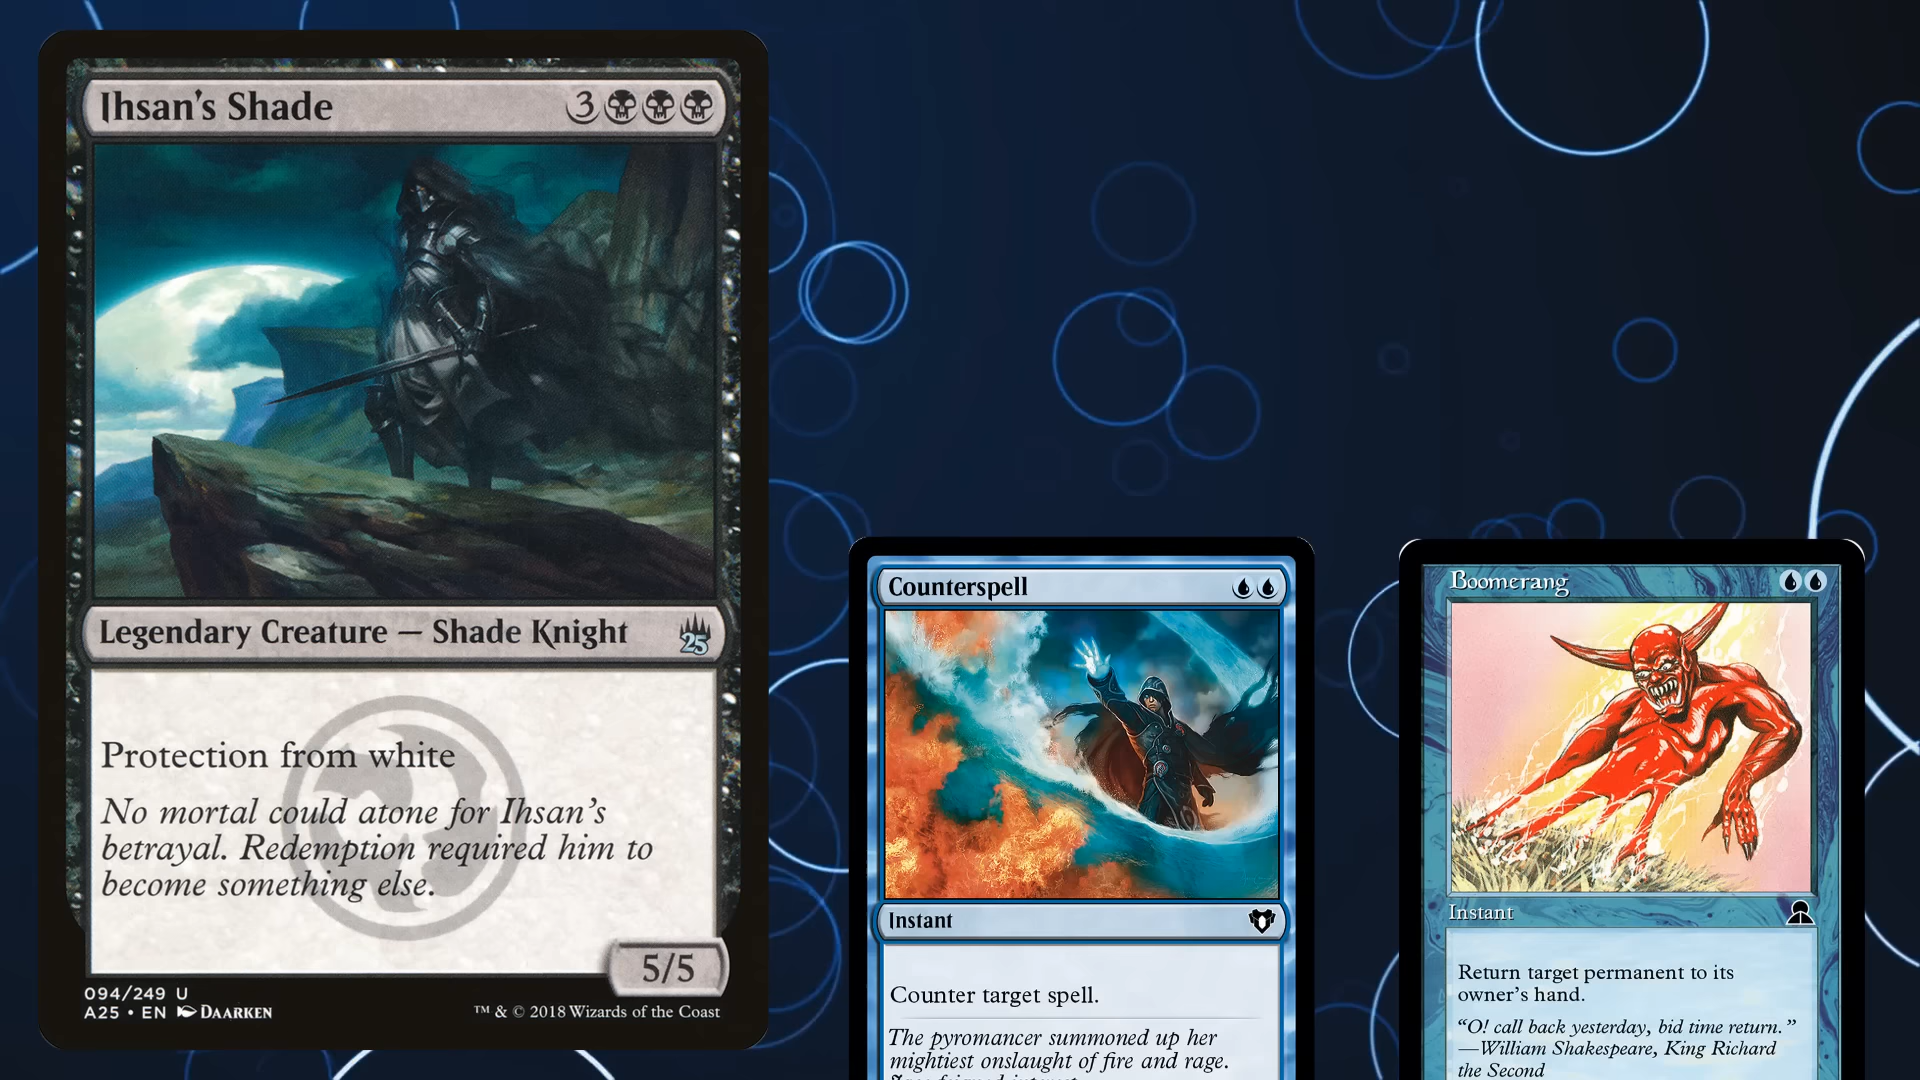 Ihsan's Shade 3
Legendary Creature — Shade Knight 25
Protection from white
No mortal could atone for Ihsan's
betrayal. Redemption required him to
become something else.
5/5
094/249 U
A25 • EN DAARKEN
™ & © 2018 Wizards of the Coast
Counterspell
Instant
Counter target spell.
The pyromancer summoned up her
mightiest onslaught of fire and rage.
Boomerang
Instant
Return target permanent to its
owner's hand.
“O! call back yesterday, bid time return.”
—William Shakespeare, King Richard
the Second